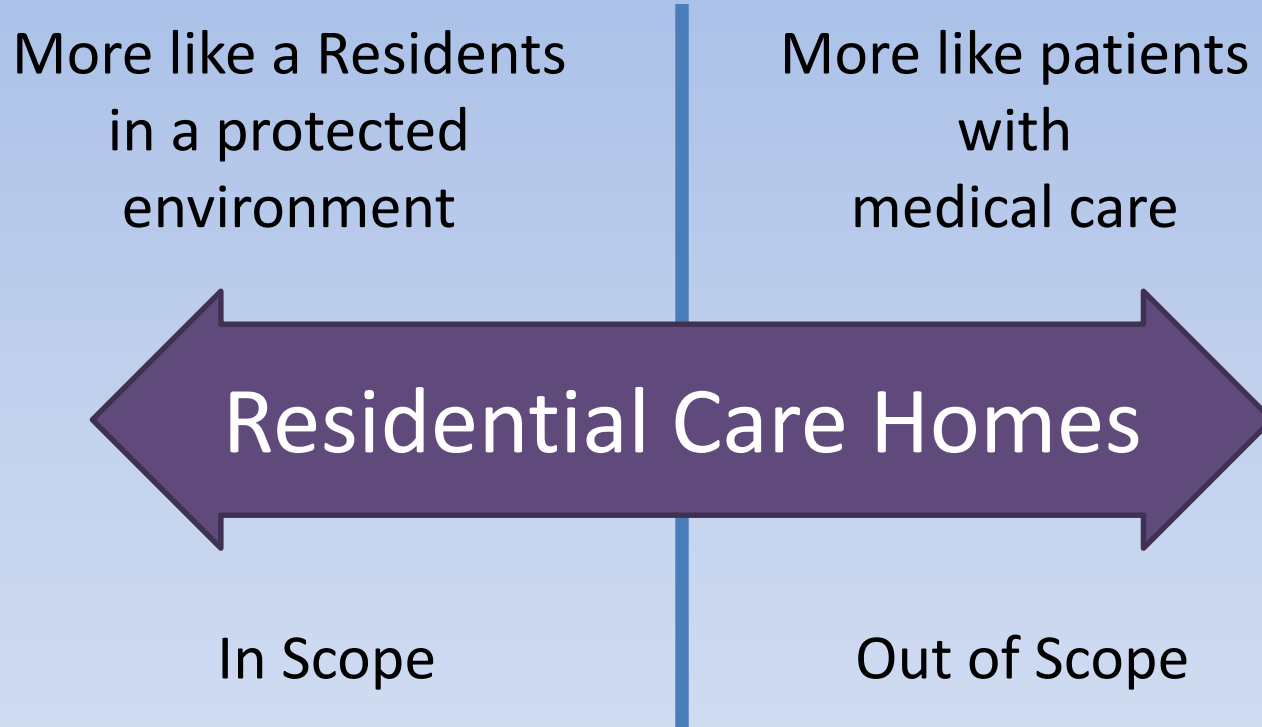 More like a Residents
in a protected
environment
More like patients
with
medical care
Residential Care Homes
In Scope
Out of Scope